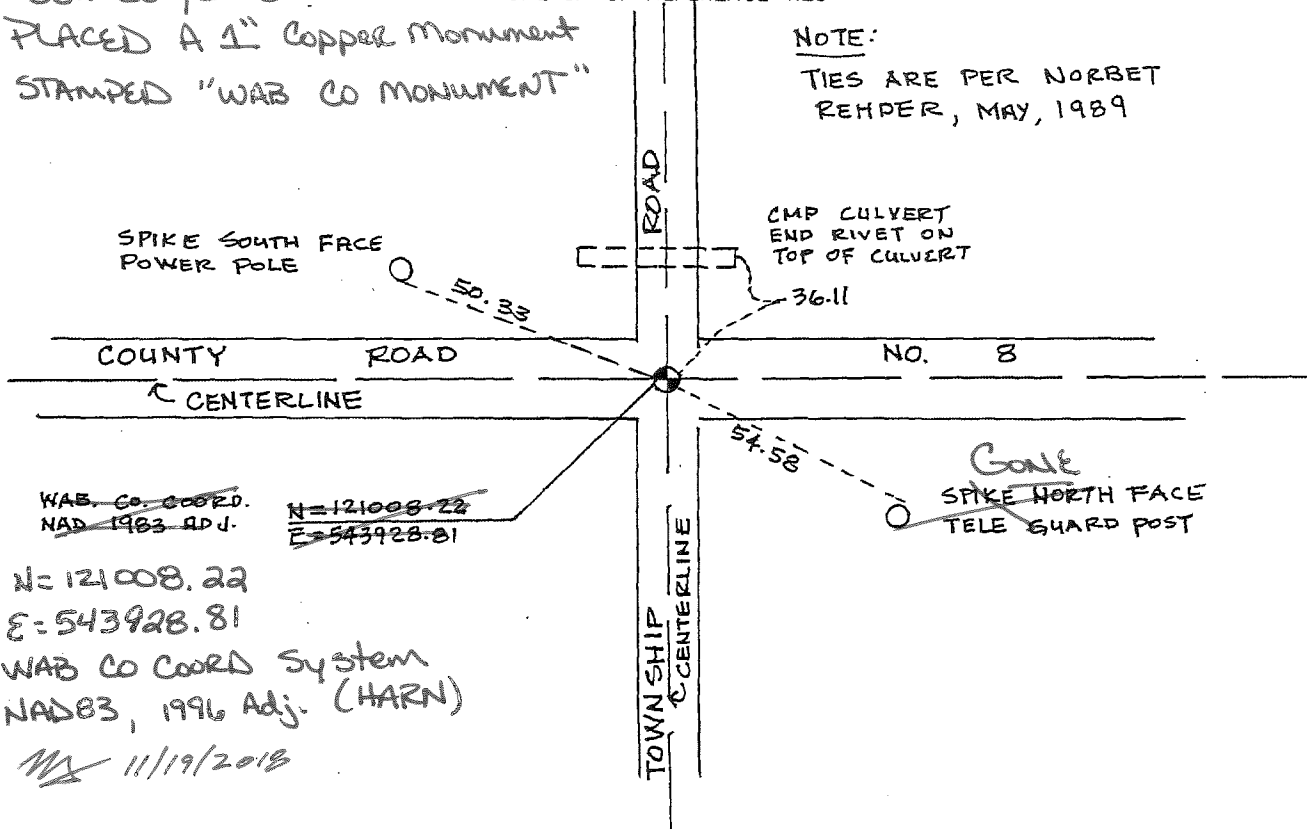 PLACED A 1" Copper Monument
STAMPED "WAB CO MONUMENT"
NOTE:
TIES ARE PER NORBET
REHDER, MAY, 1989
ROAD
CMP CULVERT
END RIVET ON
TOP OF CULVERT
36.11
SPIKE SOUTH FACE
POWER POLE
50.33
COUNTY ROAD NO. 8
CENTERLINE
54.58
GONE
SPIKE NORTH FACE
TELE GUARD POST
WAB. CO. COORD.
NAD 1983 ADJ.
N=121008.22
E=543928.81
N=121008.22
E=543928.81
WAB CO COORD System
NAD83, 1996 Adj. (HARN)
11/19/2018
TOWNSHIP
CENTERLINE